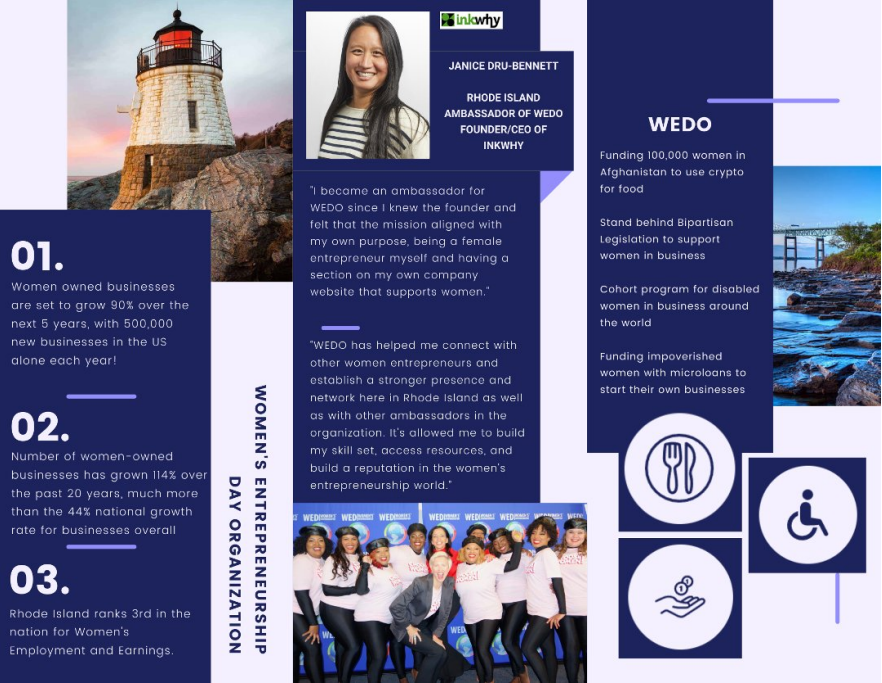 01.
Women owned businesses
are set to grow 90% over the
next 5 years, with 500,000
new businesses in the US
alone each year!
02.
Number of women-owned
businesses has grown 114% over
the past 20 years, much more
than the 44% national growth
rate for businesses overall
03.
Rhode Island ranks 3rd in the
nation for Women's
Employment and Earnings.
WOMEN'S ENTREPRENEURSHIP
DAY ORGANIZATION
inkwhy
JANICE DRU-BENNETT
RHODE ISLAND
AMBASSADOR OF WEDO
FOUNDER/CEO OF
INKWHY
"I became an ambassador for
WEDO since I knew the founder and
felt that the mission aligned with
my own purpose, being a female
entrepreneur myself and having a
section on my own company
website that supports women."
"WEDO has helped me connect with
other women entrepreneurs and
establish a stronger presence and
network here in Rhode Island as well
as with other ambassadors in the
organization. It's allowed me to build
my skill set, access resources, and
build a reputation in the women's
entrepreneurship world."
WEDO
Funding 100,000 women in
Afghanistan to use crypto
for food
Stand behind Bipartisan
Legislation to support
women in business
Cohort program for disabled
women in business around
the world
Funding impoverished
women with microloans to
start their own businesses